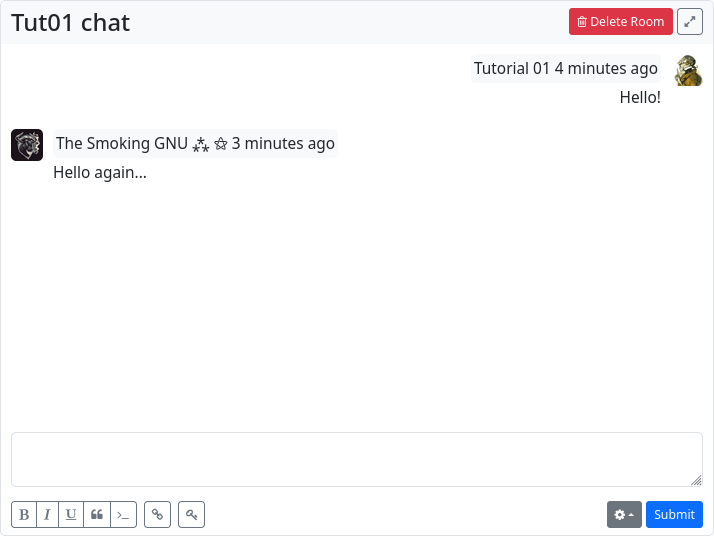 Tut01 chat
Delete Room
Tutorial 01 4 minutes ago
Hello!
The Smoking GNU ⁂ ⚝ 3 minutes ago
Hello again...
B I U >_
Submit